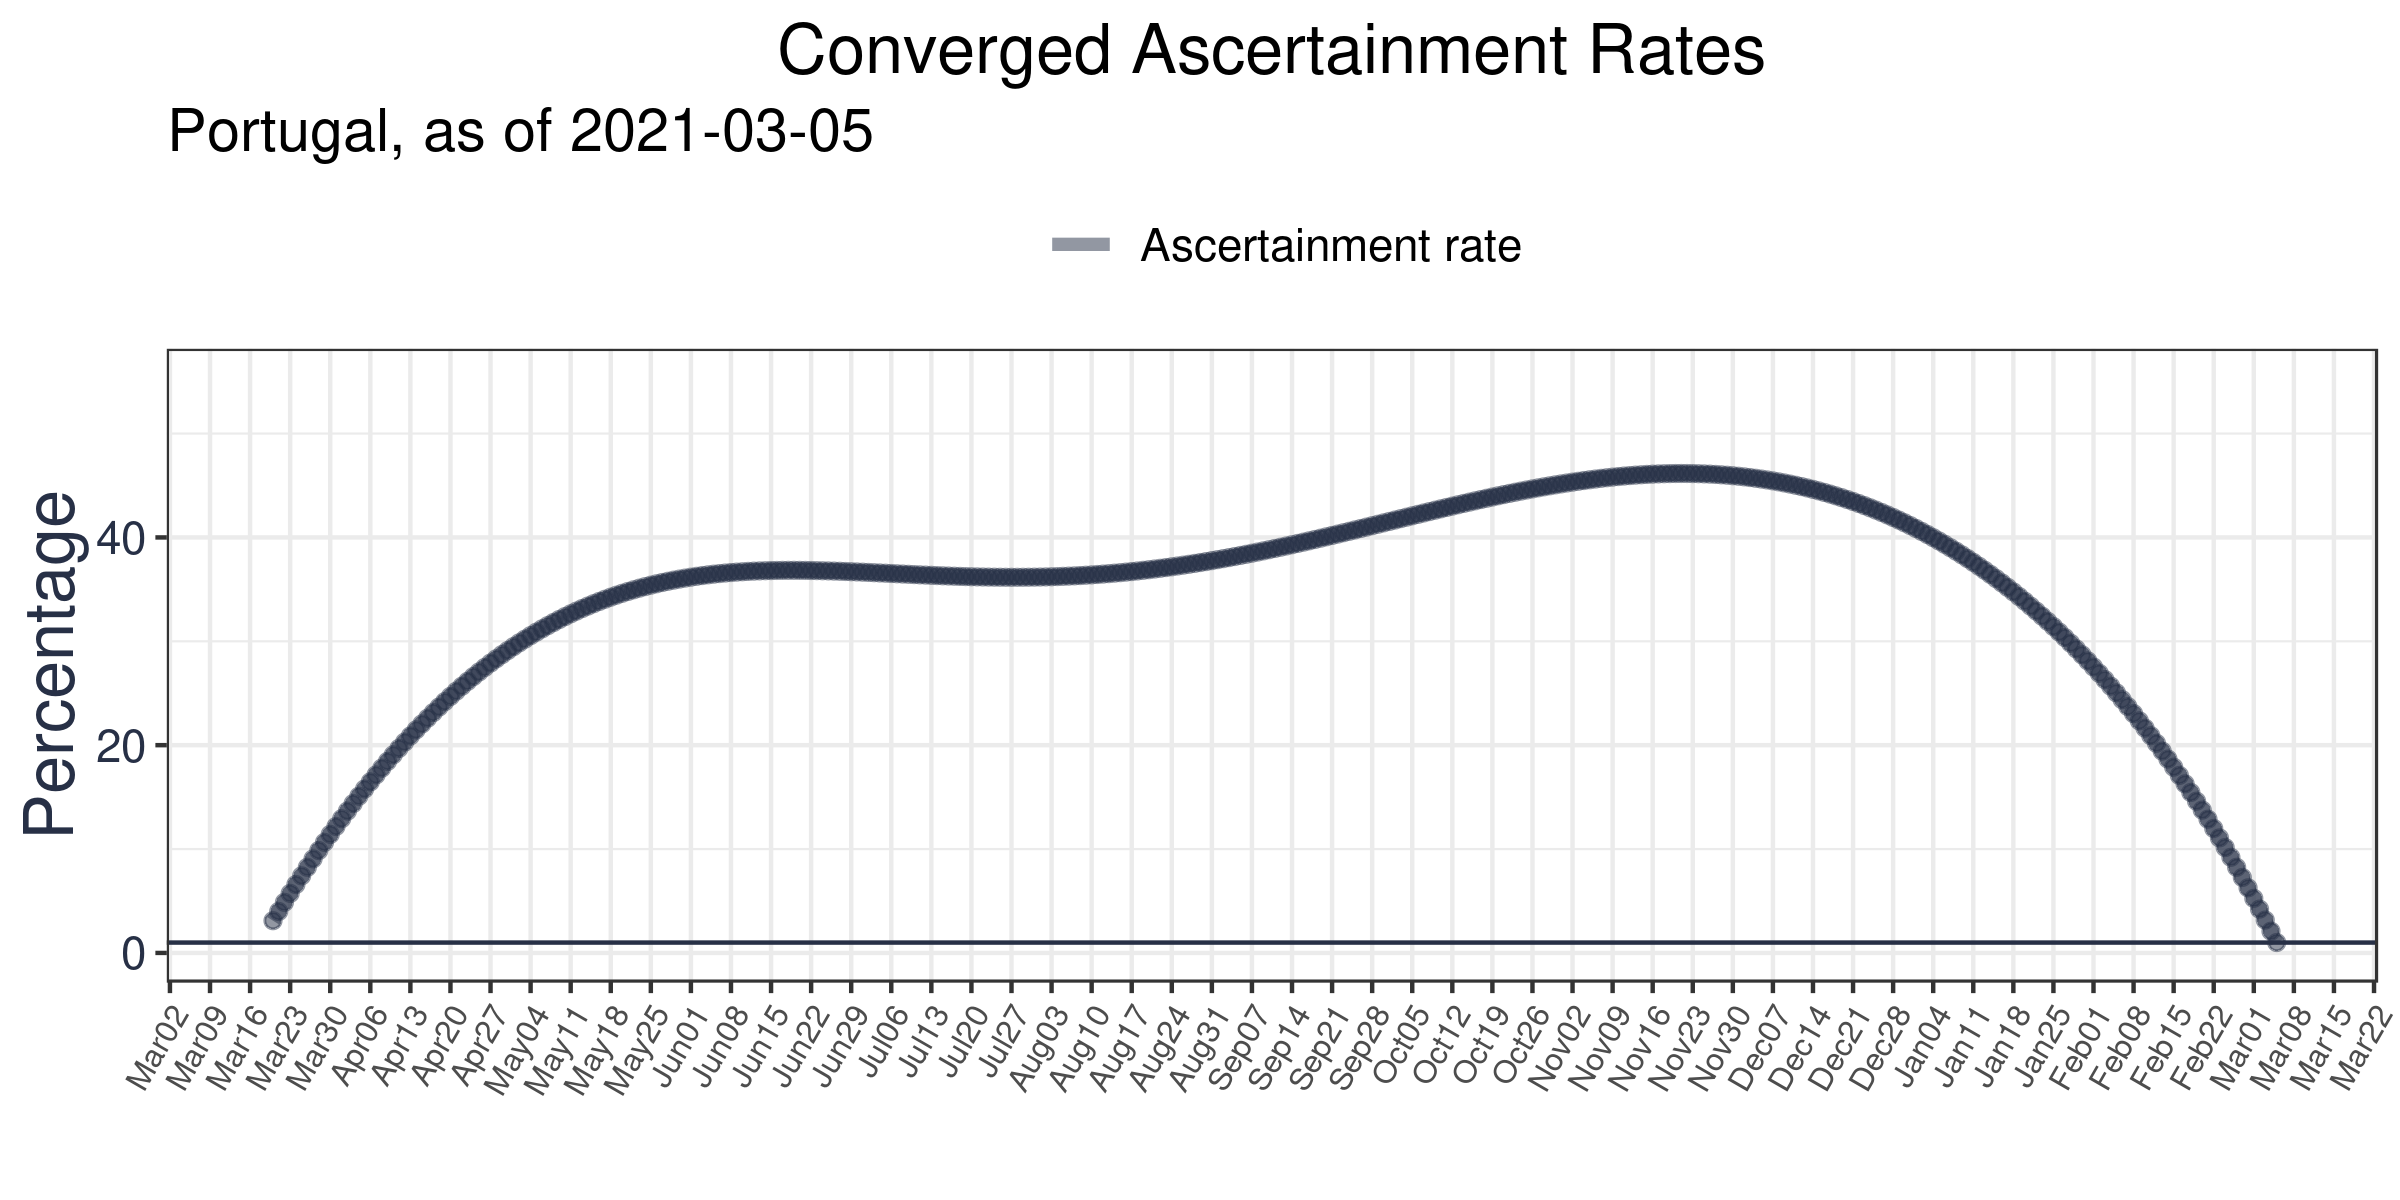 Converged Ascertainment Rates
Portugal, as of 2021-03-05
Ascertainment rate
Percentage
40
20
0
Mar02 Mar09 Mar16 Mar23 Mar30 Apr06 Apr13 Apr20 Apr27 May04 May11 May18 May25 Jun01 Jun08 Jun15 Jun22 Jun29 Jul06 Jul13 Jul20 Jul27 Aug03 Aug10 Aug17 Aug24 Aug31 Sep07 Sep14 Sep21 Sep28 Oct05 Oct12 Oct19 Oct26 Nov02 Nov09 Nov16 Nov23 Nov30 Dec07 Dec14 Dec21 Dec28 Jan04 Jan11 Jan18 Jan25 Feb01 Feb08 Feb15 Feb22 Mar01 Mar08 Mar15 Mar22